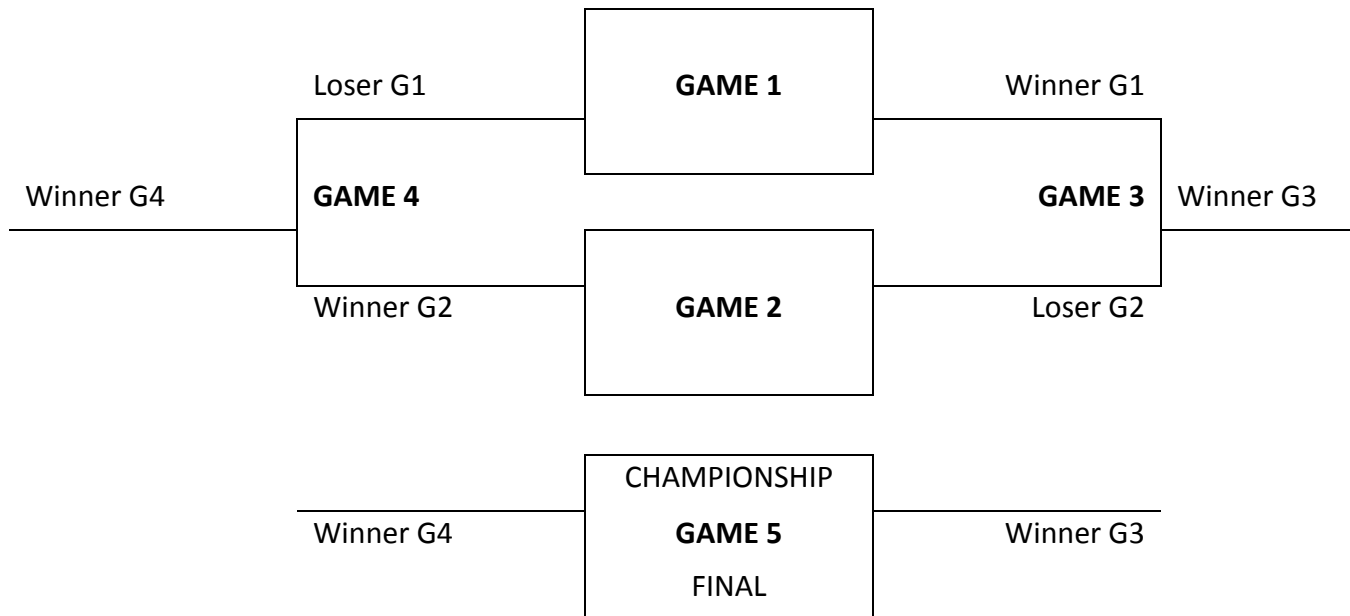 Loser G1 GAME 1 Winner G1
Winner G4 GAME 4 GAME 3 Winner G3
Winner G2 GAME 2 Loser G2
CHAMPIONSHIP
Winner G4 GAME 5 Winner G3
FINAL